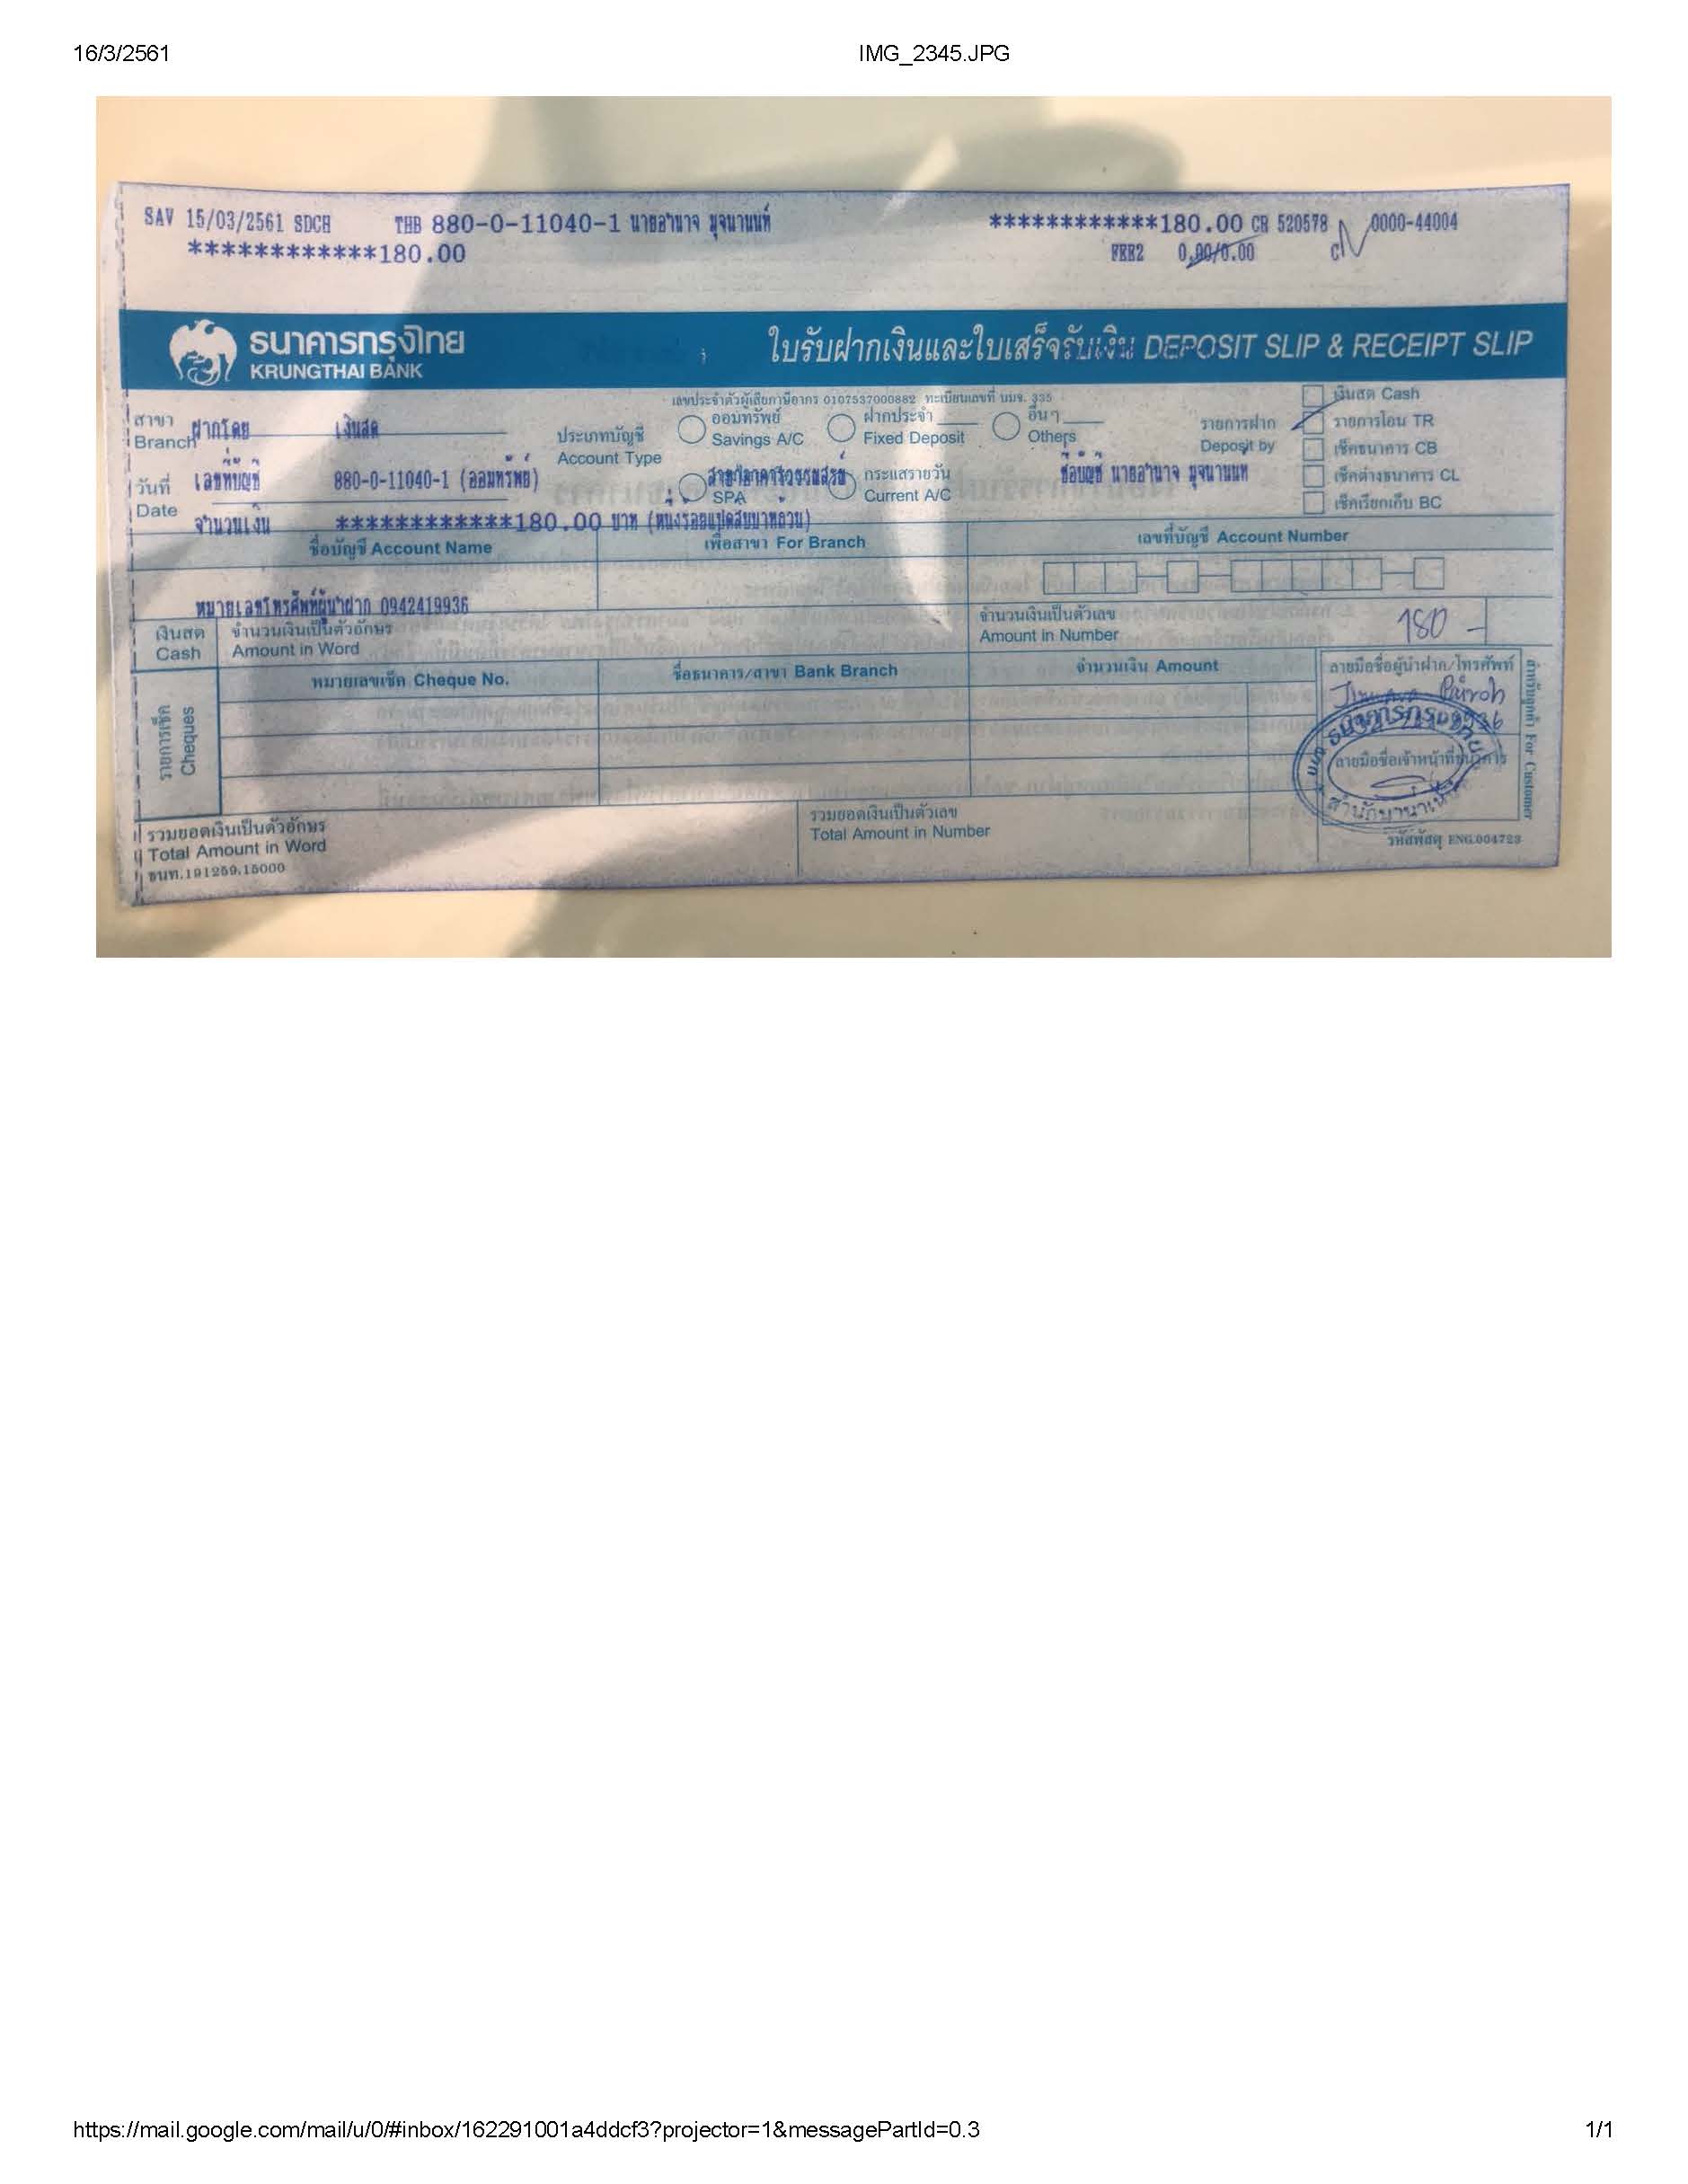 16/3/2561 IMG_2345.JPG
SAV 15/03/2561 SDCH THB 880-0-11040-1 นายอำนาจ มุจนานนท์ ************180.00 CR 520578 0000-44004
************180.00 0.00/0.00
ธนาคารกรุงไทย
KRUNGTHAI BANK
ใบรับฝากเงินและใบเสร็จรับเงิน DEPOSIT SLIP & RECEIPT SLIP
เลขประจำตัวผู้เสียภาษีอากร 0107537000882 ทะเบียนเลขที่ บมจ. 335
เงินสด Cash
สาขา ฝากโดย เงินสด
Branch
ประเภทบัญชี
Account Type
ออมทรัพย์
Savings A/C
ฝากประจำ
Fixed Deposit
อื่นๆ
Others
รายการฝาก
Deposit by
รายการโอน TR
เช็คธนาคาร CB
วันที่ เลขที่บัญชี 880-0-11040-1 (ออมทรัพย์)
Date
SPA
กระแสรายวัน
Current A/C
ชื่อบัญชี นายอำนาจ มุจนานนท์
เช็คต่างธนาคาร CL
เช็คเรียกเก็บ BC
จำนวนเงิน ************180.00 บาท (หนึ่งร้อยแปดสิบบาทถ้วน)
ชื่อบัญชี Account Name เพื่อสาขา For Branch เลขที่บัญชี Account Number
หมายเลขโทรศัพท์ผู้นำฝาก 0942419936
เงินสด
Cash
จำนวนเงินเป็นตัวอักษร
Amount in Word
จำนวนเงินเป็นตัวเลข
Amount in Number
180 -
หมายเลขเช็ค Cheque No. ชื่อธนาคาร/สาขา Bank Branch จำนวนเงิน Amount
ลายมือชื่อผู้นำฝาก/โทรศัพท์
รายการเช็ค
Cheques
ลายมือชื่อเจ้าหน้าที่ธนาคาร
สำหรับลูกค้า For Customer
รวมยอดเงินเป็นตัวอักษร
Total Amount in Word
รวมยอดเงินเป็นตัวเลข
Total Amount in Number
รหัสพัสดุ ENG.004723
ธนท.191259.15000
https://mail.google.com/mail/u/0/#inbox/162291001a4ddcf3?projector=1&messagePartId=0.3 1/1